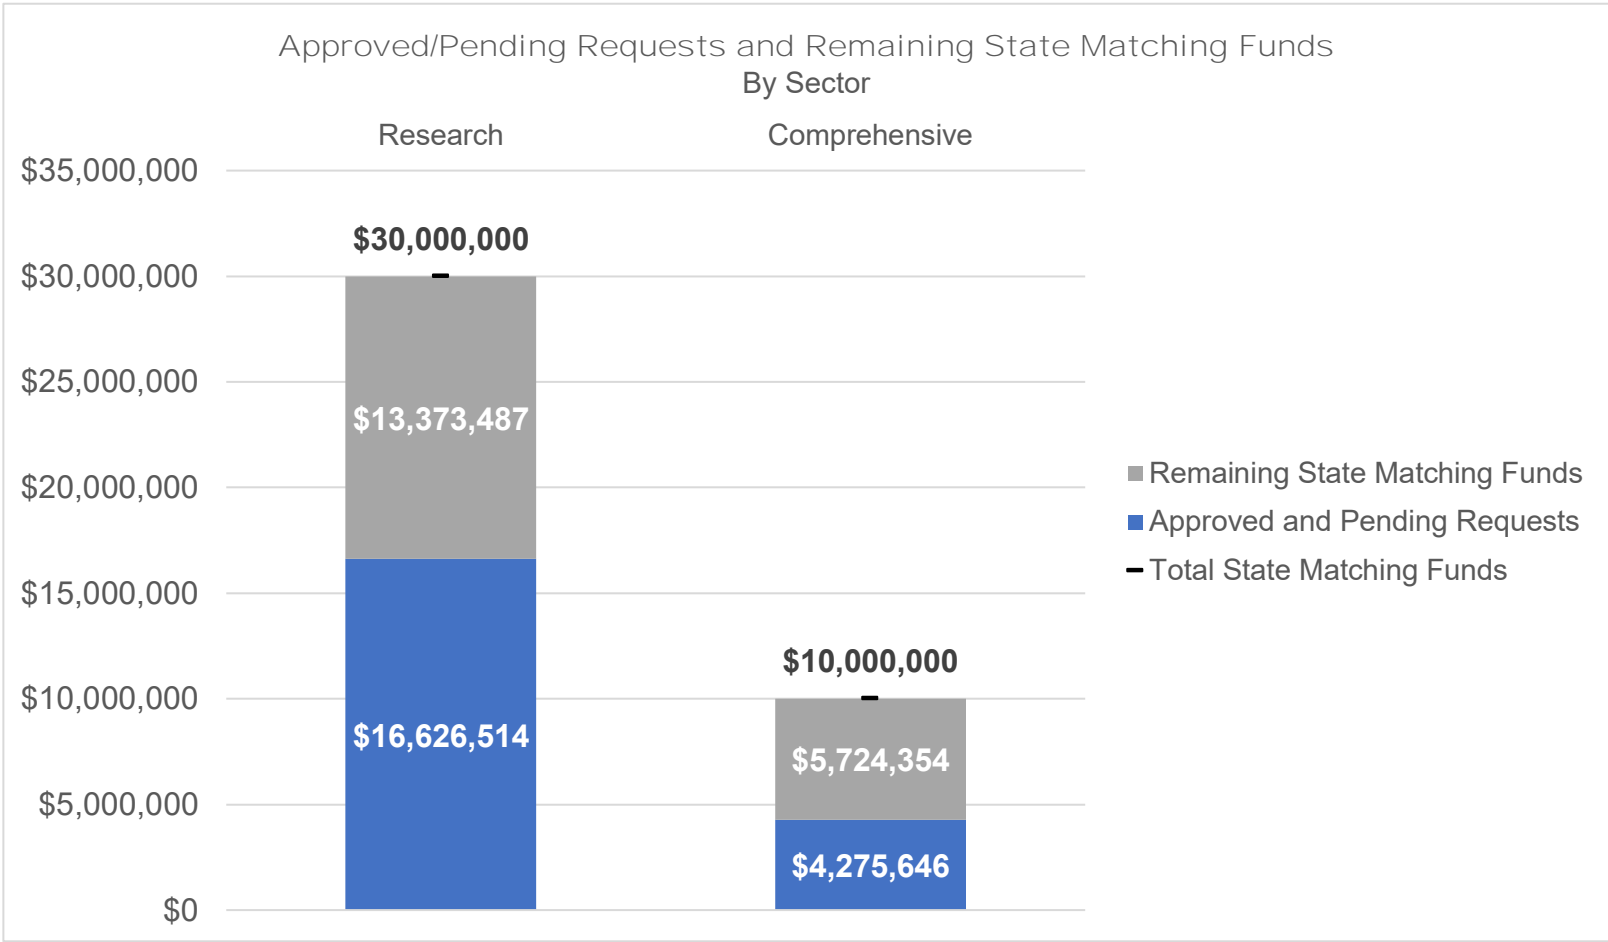 Approved/Pending Requests and Remaining State Matching Funds
By Sector
Research Comprehensive
$35,000,000
$30,000,000
$30,000,000
$25,000,000
$13,373,487
$20,000,000
Remaining State Matching Funds
Approved and Pending Requests
Total State Matching Funds
$15,000,000
$10,000,000
$10,000,000
$16,626,514
$5,724,354
$5,000,000
$4,275,646
$0